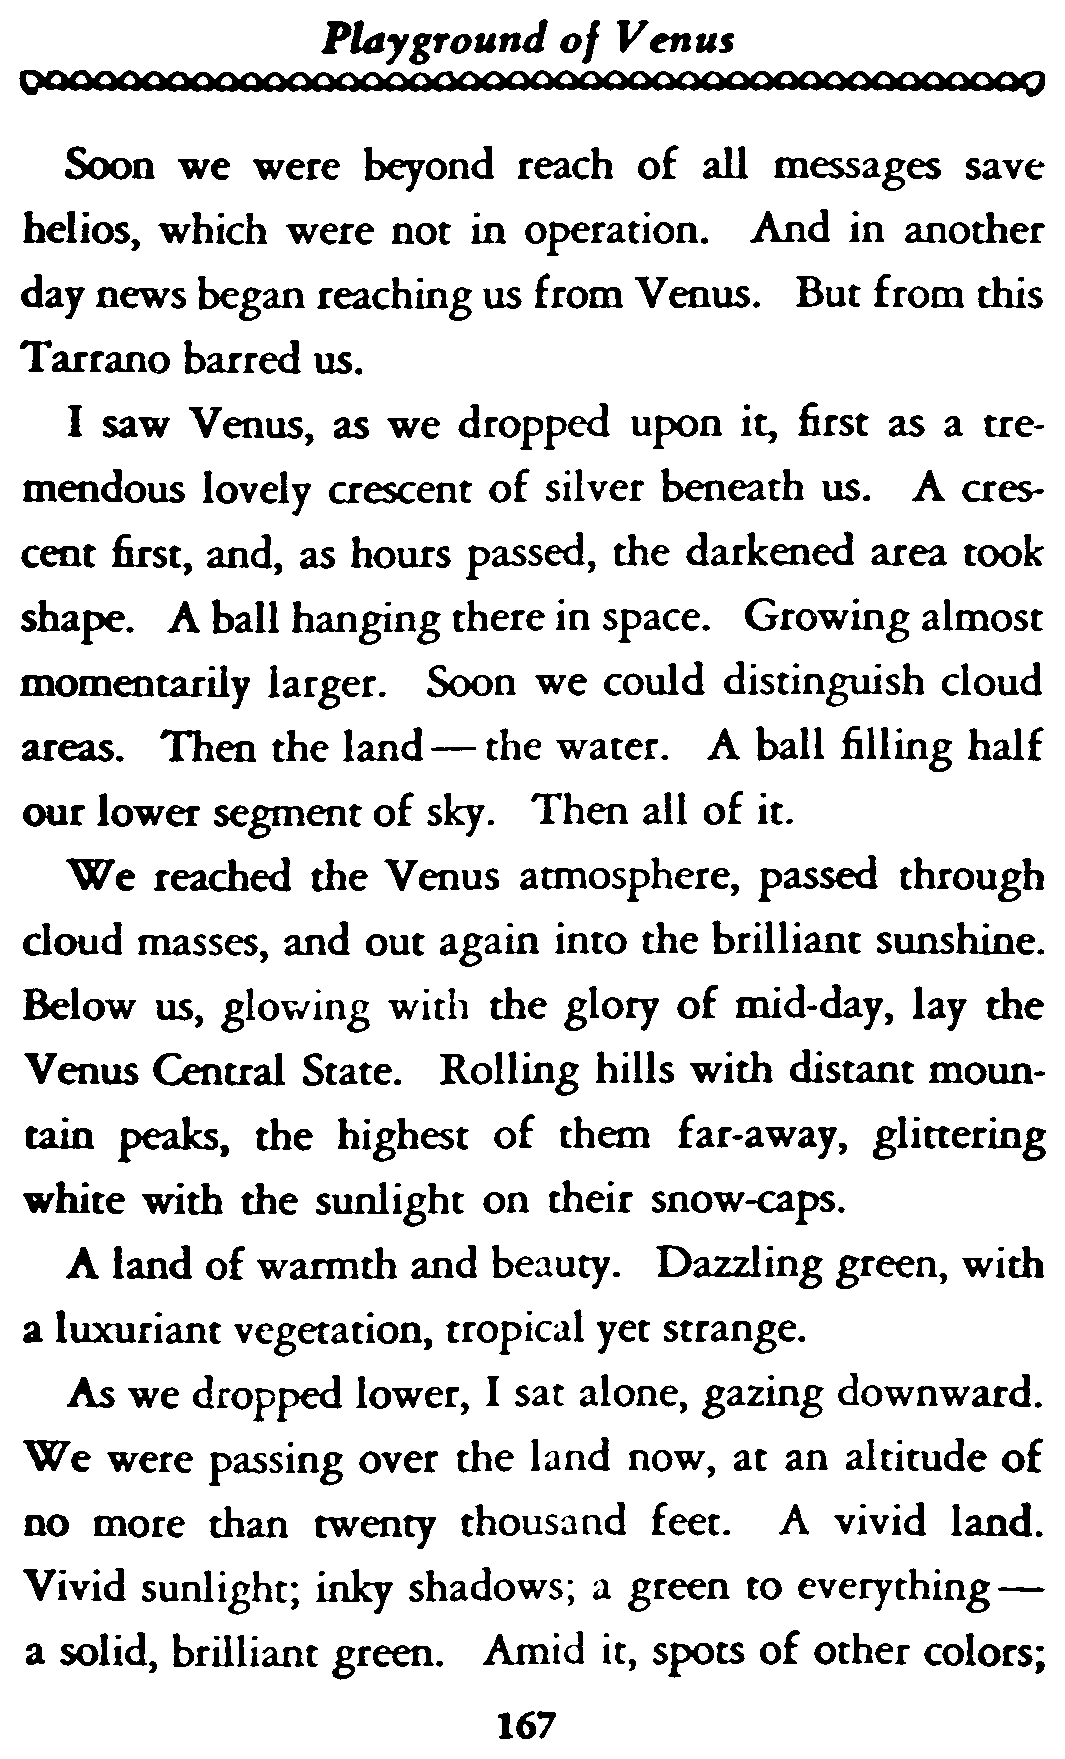 Playground of Venus
Soon we were beyond reach of all messages save
helios, which were not in operation. And in another
day news began reaching us from Venus. But from this
Tarrano barred us.
I saw Venus, as we dropped upon it, first as a tre-
mendous lovely crescent of silver beneath us. A cres-
cent first, and, as hours passed, the darkened area took
shape. A ball hanging there in space. Growing almost
momentarily larger. Soon we could distinguish cloud
areas. Then the land—the water. A ball filling half
our lower segment of sky. Then all of it.
We reached the Venus atmosphere, passed through
cloud masses, and out again into the brilliant sunshine.
Below us, glowing with the glory of mid-day, lay the
Venus Central State. Rolling hills with distant moun-
tain peaks, the highest of them far-away, glittering
white with the sunlight on their snow-caps.
A land of warmth and beauty. Dazzling green, with
a luxuriant vegetation, tropical yet strange.
As we dropped lower, I sat alone, gazing downward.
We were passing over the land now, at an altitude of
no more than twenty thousand feet. A vivid land.
Vivid sunlight; inky shadows; a green to everything—
a solid, brilliant green. Amid it, spots of other colors;
167